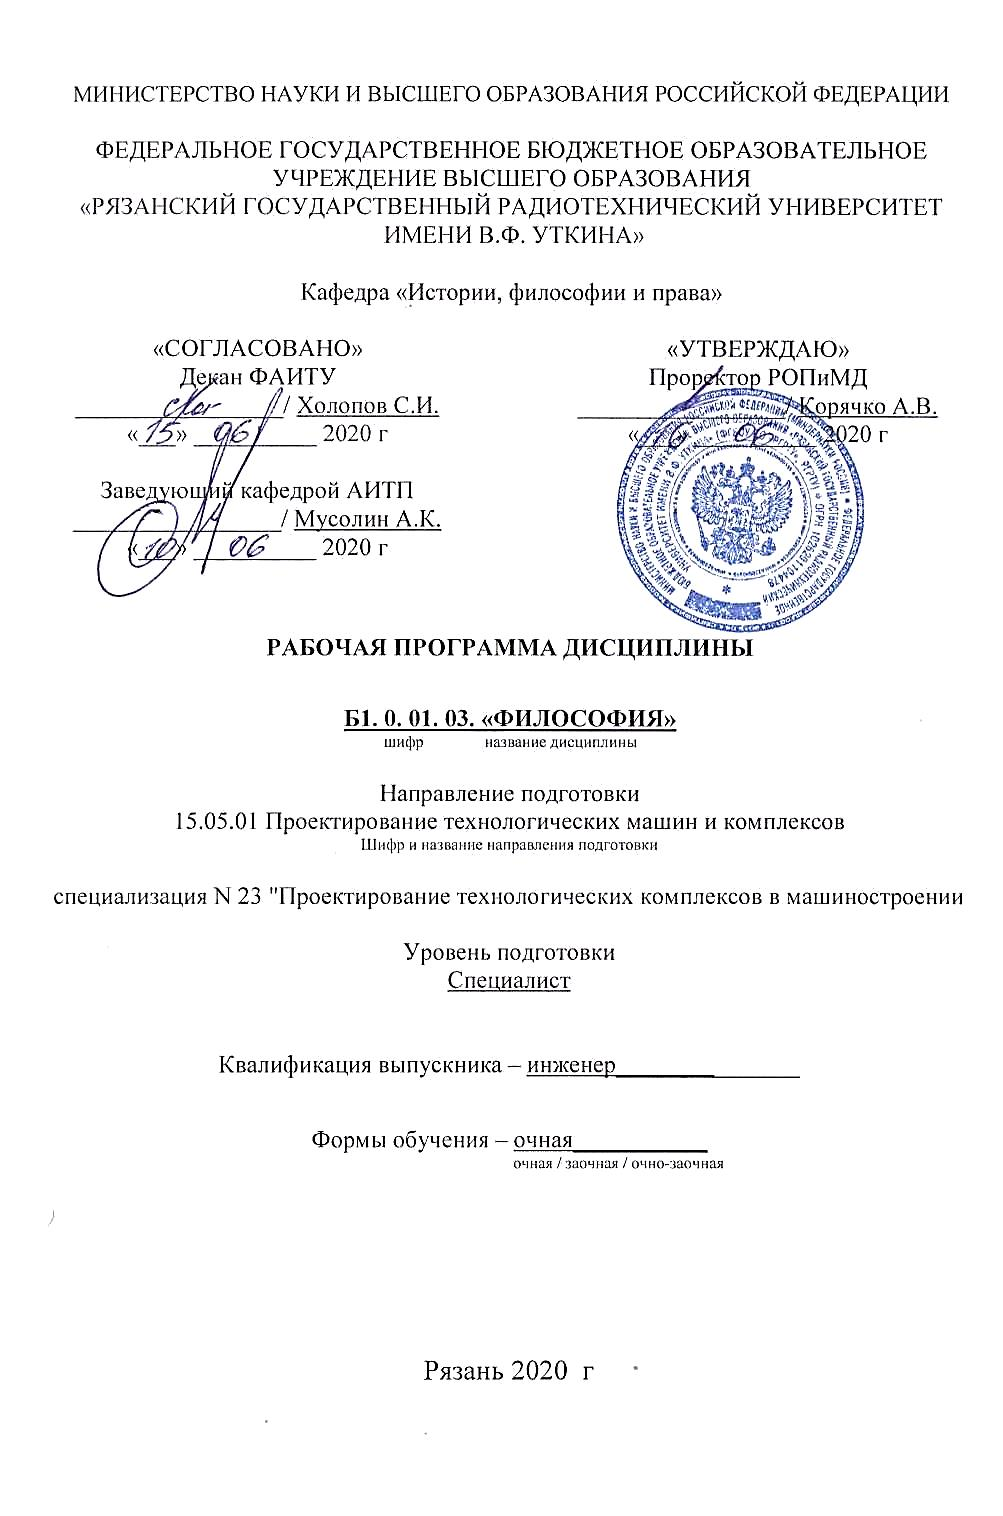 МИНИСТЕРСТВО НАУКИ И ВЫСШЕГО ОБРАЗОВАНИЯ РОССИЙСКОЙ ФЕДЕРАЦИИ
ФЕДЕРАЛЬНОЕ ГОСУДАРСТВЕННОЕ БЮДЖЕТНОЕ ОБРАЗОВАТЕЛЬНОЕ
УЧРЕЖДЕНИЕ ВЫСШЕГО ОБРАЗОВАНИЯ
«РЯЗАНСКИЙ ГОСУДАРСТВЕННЫЙ РАДИОТЕХНИЧЕСКИЙ УНИВЕРСИТЕТ
ИМЕНИ В.Ф. УТКИНА»
Кафедра «Истории, философии и права»
«СОГЛАСОВАНО»
Декан ФАИТУ
/ Холопов С.И.
«15» 06 2020 г
Заведующий кафедрой АИТП
/ Мусолин А.К.
«10» 06 2020 г
«УТВЕРЖДАЮ»
Проректор РОПиМД
/ Корячко А.В.
« 06 2020 г
РАБОЧАЯ ПРОГРАММА ДИСЦИПЛИНЫ
Б1. 0. 01. 03. «ФИЛОСОФИЯ»
шифр название дисциплины
Направление подготовки
15.05.01 Проектирование технологических машин и комплексов
Шифр и название направления подготовки
специализация N 23 "Проектирование технологических комплексов в машиностроении
Уровень подготовки
Специалист
Квалификация выпускника – инженер
Формы обучения – очная
очная / заочная / очно-заочная
Рязань 2020 г